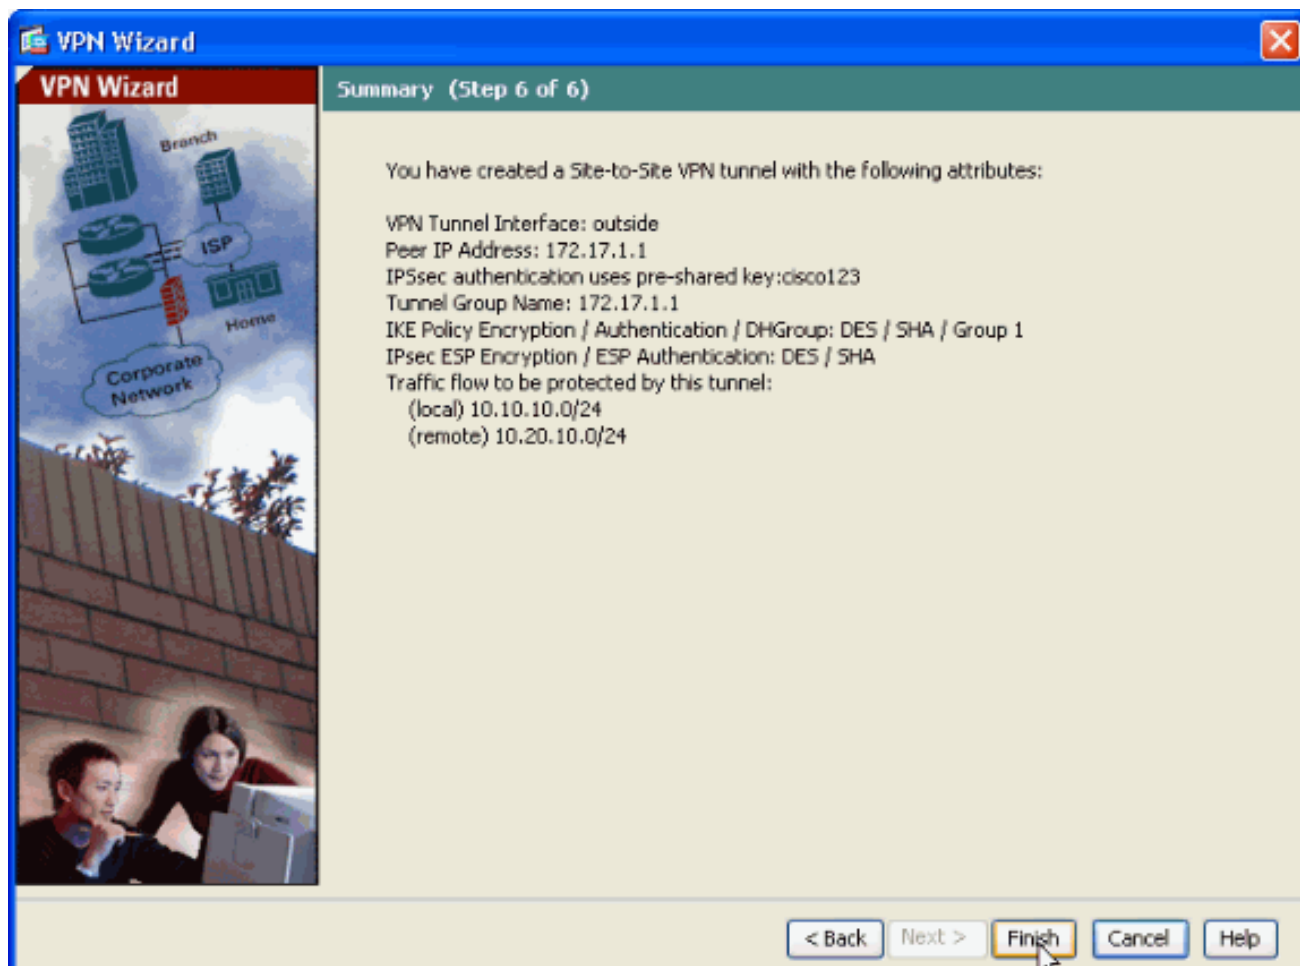 VPN Wizard
VPN Wizard
Summary (Step 6 of 6)
Branch
ISP
Home
Corporate
Network
You have created a Site-to-Site VPN tunnel with the following attributes:
VPN Tunnel Interface: outside
Peer IP Address: 172.17.1.1
IPSsec authentication uses pre-shared key:cisco123
Tunnel Group Name: 172.17.1.1
IKE Policy Encryption / Authentication / DHGroup: DES / SHA / Group 1
IPsec ESP Encryption / ESP Authentication: DES / SHA
Traffic flow to be protected by this tunnel:
(local) 10.10.10.0/24
(remote) 10.20.10.0/24
< Back
Next >
Finish
Cancel
Help